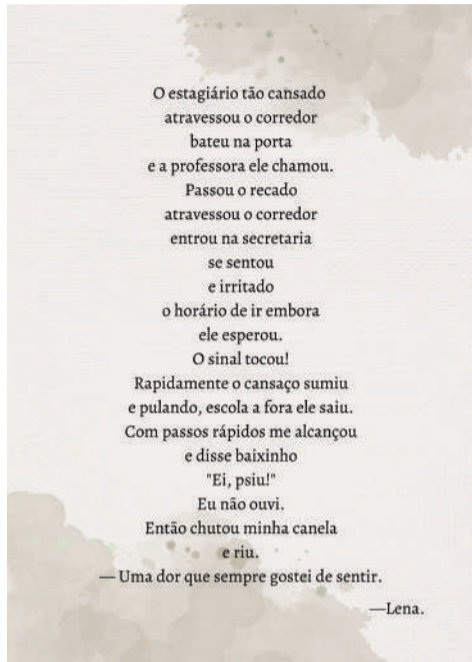 O estagiário tão cansado
atravessou o corredor
bateu na porta
e a professora ele chamou.
Passou o recado
atravessou o corredor
entrou na secretaria
se sentou
e irritado
o horário de ir embora
ele esperou.
O sinal tocou!
Rapidamente o cansaço sumiu
e pulando, escola a fora ele saiu.
Com passos rápidos me alcançou
e disse baixinho
"Ei, psiu!"
Eu não ouvi.
Então chutou minha canela
e riu.
— Uma dor que sempre gostei de sentir.
—Lena.